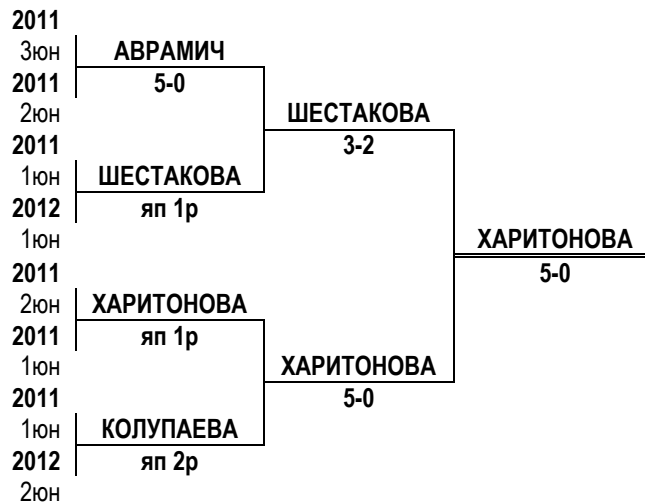 2011
3юн
АВРАМИЧ
2011
5-0
2юн
ШЕСТАКОВА
2011
3-2
1юн
ШЕСТАКОВА
2012
яп 1р
1юн
ХАРИТОНОВА
2011
5-0
2юн
ХАРИТОНОВА
2011
яп 1р
1юн
ХАРИТОНОВА
2011
5-0
1юн
КОЛУПАЕВА
2012
яп 2р
2юн